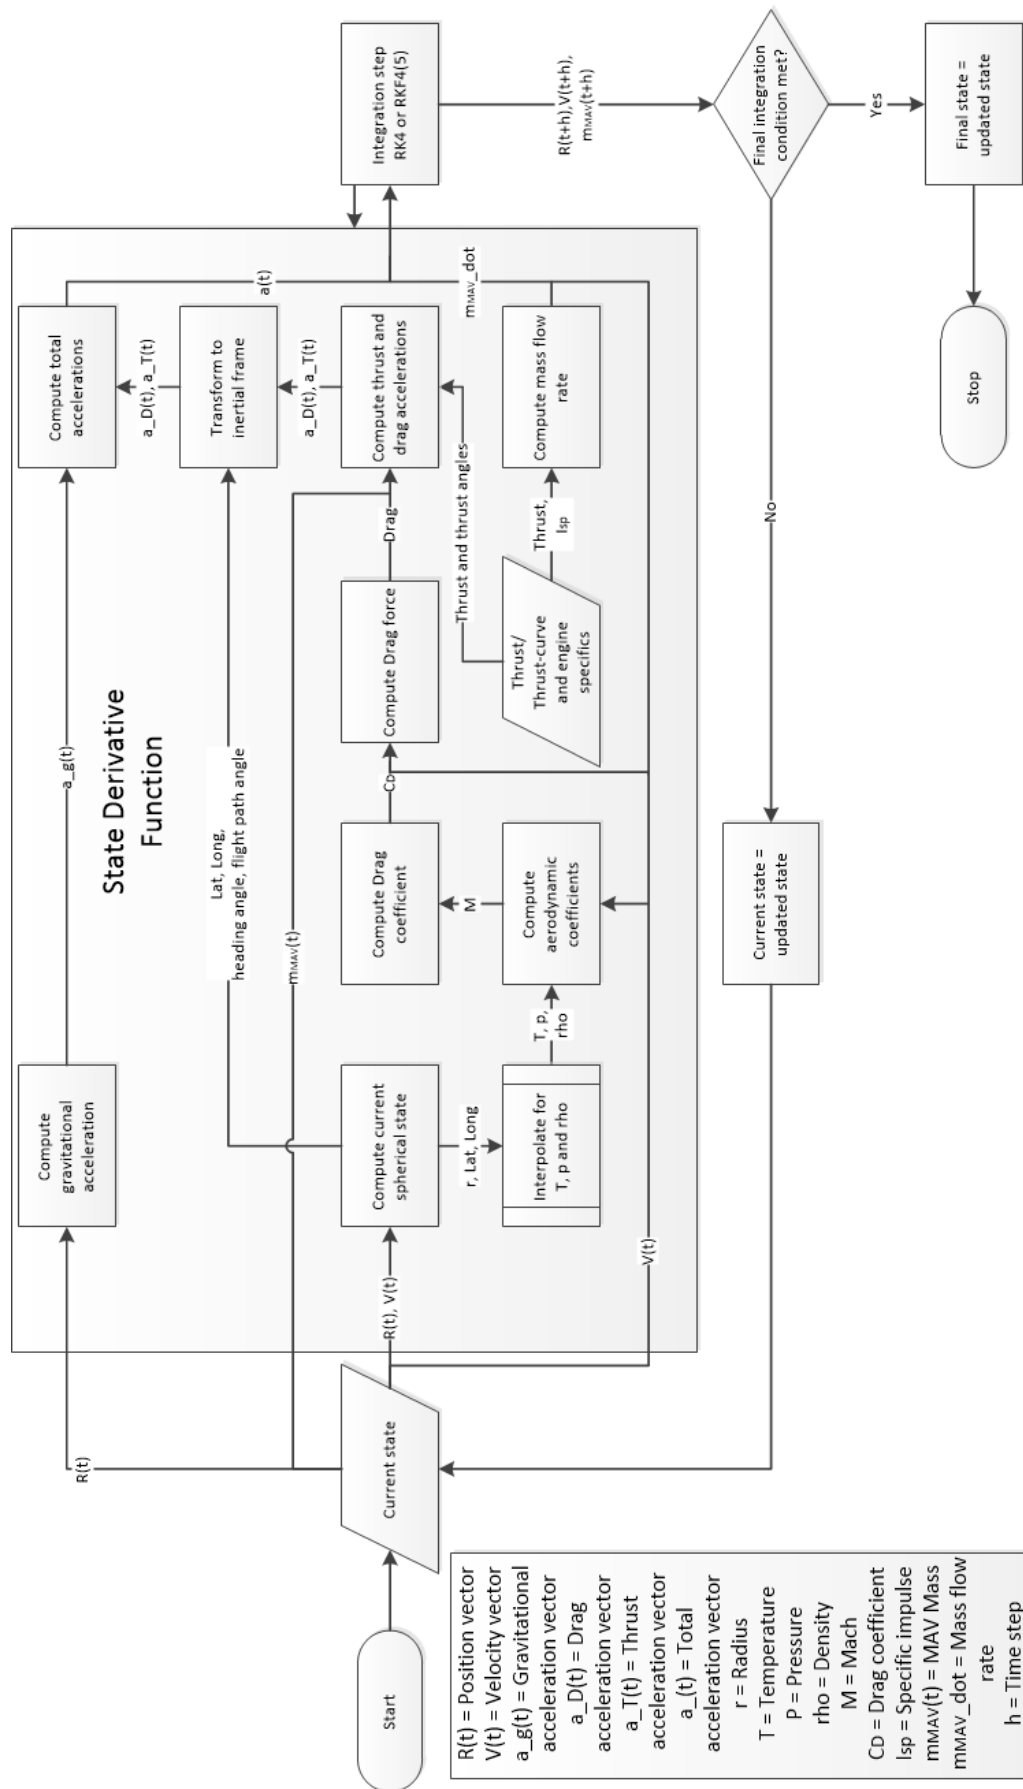 Start
Current state
R(t)
R(t), V(t)
V(t)
mMAV(t)
State Derivative
Function
Compute
gravitational
acceleration
a_g(t)
Compute total
accelerations
a(t)
a_D(t), a_T(t)
Transform to
inertial frame
a_D(t), a_T(t)
Lat, Long,
heading angle, flight path angle
Compute current
spherical state
r, Lat, Long
Interpolate for
T, p and rho
T, p,
rho
Compute
aerodynamic
coefficients
M
Compute Drag
coefficient
CD
Compute Drag force
Drag
Compute thrust and
drag accelerations
Thrust and thrust angles
Thrust/
Thrust-curve
and engine
specifics
Thrust,
Isp
Compute mass flow
rate
mMAV_dot
Integration step
RK4 or RKF4(5)
R(t+h),V(t+h),
mMAV(t+h)
Final integration
condition met?
No
Yes
Current state =
updated state
Final state =
updated state
Stop
R(t) = Position vector
V(t) = Velocity vector
a_g(t) = Gravitational
acceleration vector
a_D(t) = Drag
acceleration vector
a_T(t) = Thrust
acceleration vector
a_(t) = Total
acceleration vector
r = Radius
T = Temperature
P = Pressure
rho = Density
M = Mach
CD = Drag coefficient
Isp = Specific impulse
mMAV(t) = MAV Mass
mMAV_dot = Mass flow
rate
h = Time step